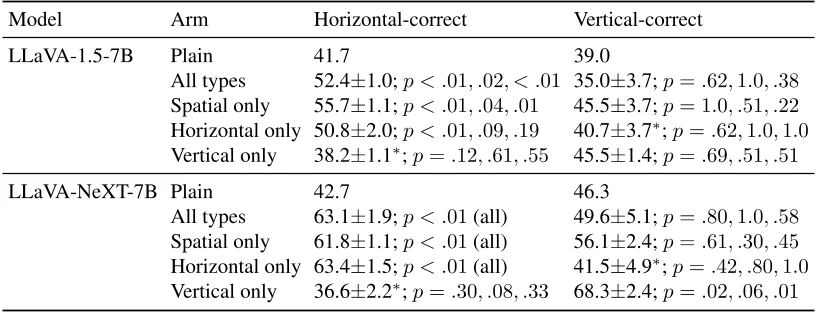 Model Arm Horizontal-correct Vertical-correct
LLaVA-1.5-7B Plain 41.7 39.0
All types 52.4±1.0; p < .01, .02, < .01 35.0±3.7; p = .62, 1.0, .38
Spatial only 55.7±1.1; p < .01, .04, .01 45.5±3.7; p = 1.0, .51, .22
Horizontal only 50.8±2.0; p < .01, .09, .19 40.7±3.7*; p = .62, 1.0, 1.0
Vertical only 38.2±1.1*; p = .12, .61, .55 45.5±1.4; p = .69, .51, .51
LLaVA-NeXT-7B Plain 42.7 46.3
All types 63.1±1.9; p < .01 (all) 49.6±5.1; p = .80, 1.0, .58
Spatial only 61.8±1.1; p < .01 (all) 56.1±2.4; p = .61, .30, .45
Horizontal only 63.4±1.5; p < .01 (all) 41.5±4.9*; p = .42, .80, 1.0
Vertical only 36.6±2.2*; p = .30, .08, .33 68.3±2.4; p = .02, .06, .01